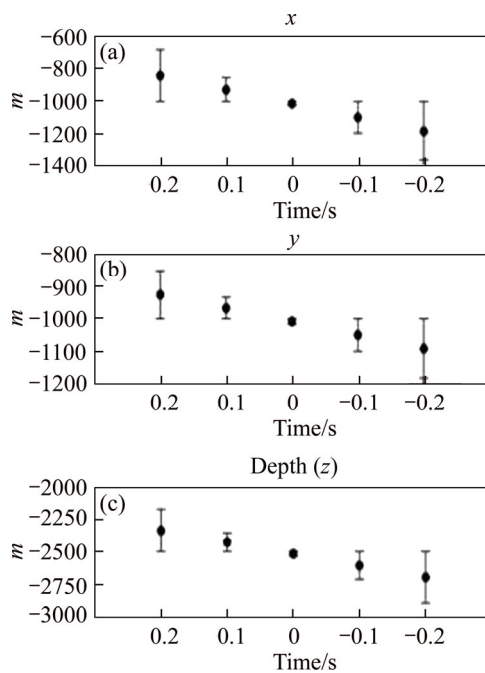 x
(a)
m
−600
−800
−1000
−1200
−1400
0.2 0.1 0 −0.1 −0.2
Time/s
y
(b)
m
−800
−900
−1000
−1100
−1200
0.2 0.1 0 −0.1 −0.2
Time/s
Depth (z)
(c)
m
−2000
−2250
−2500
−2750
−3000
0.2 0.1 0 −0.1 −0.2
Time/s